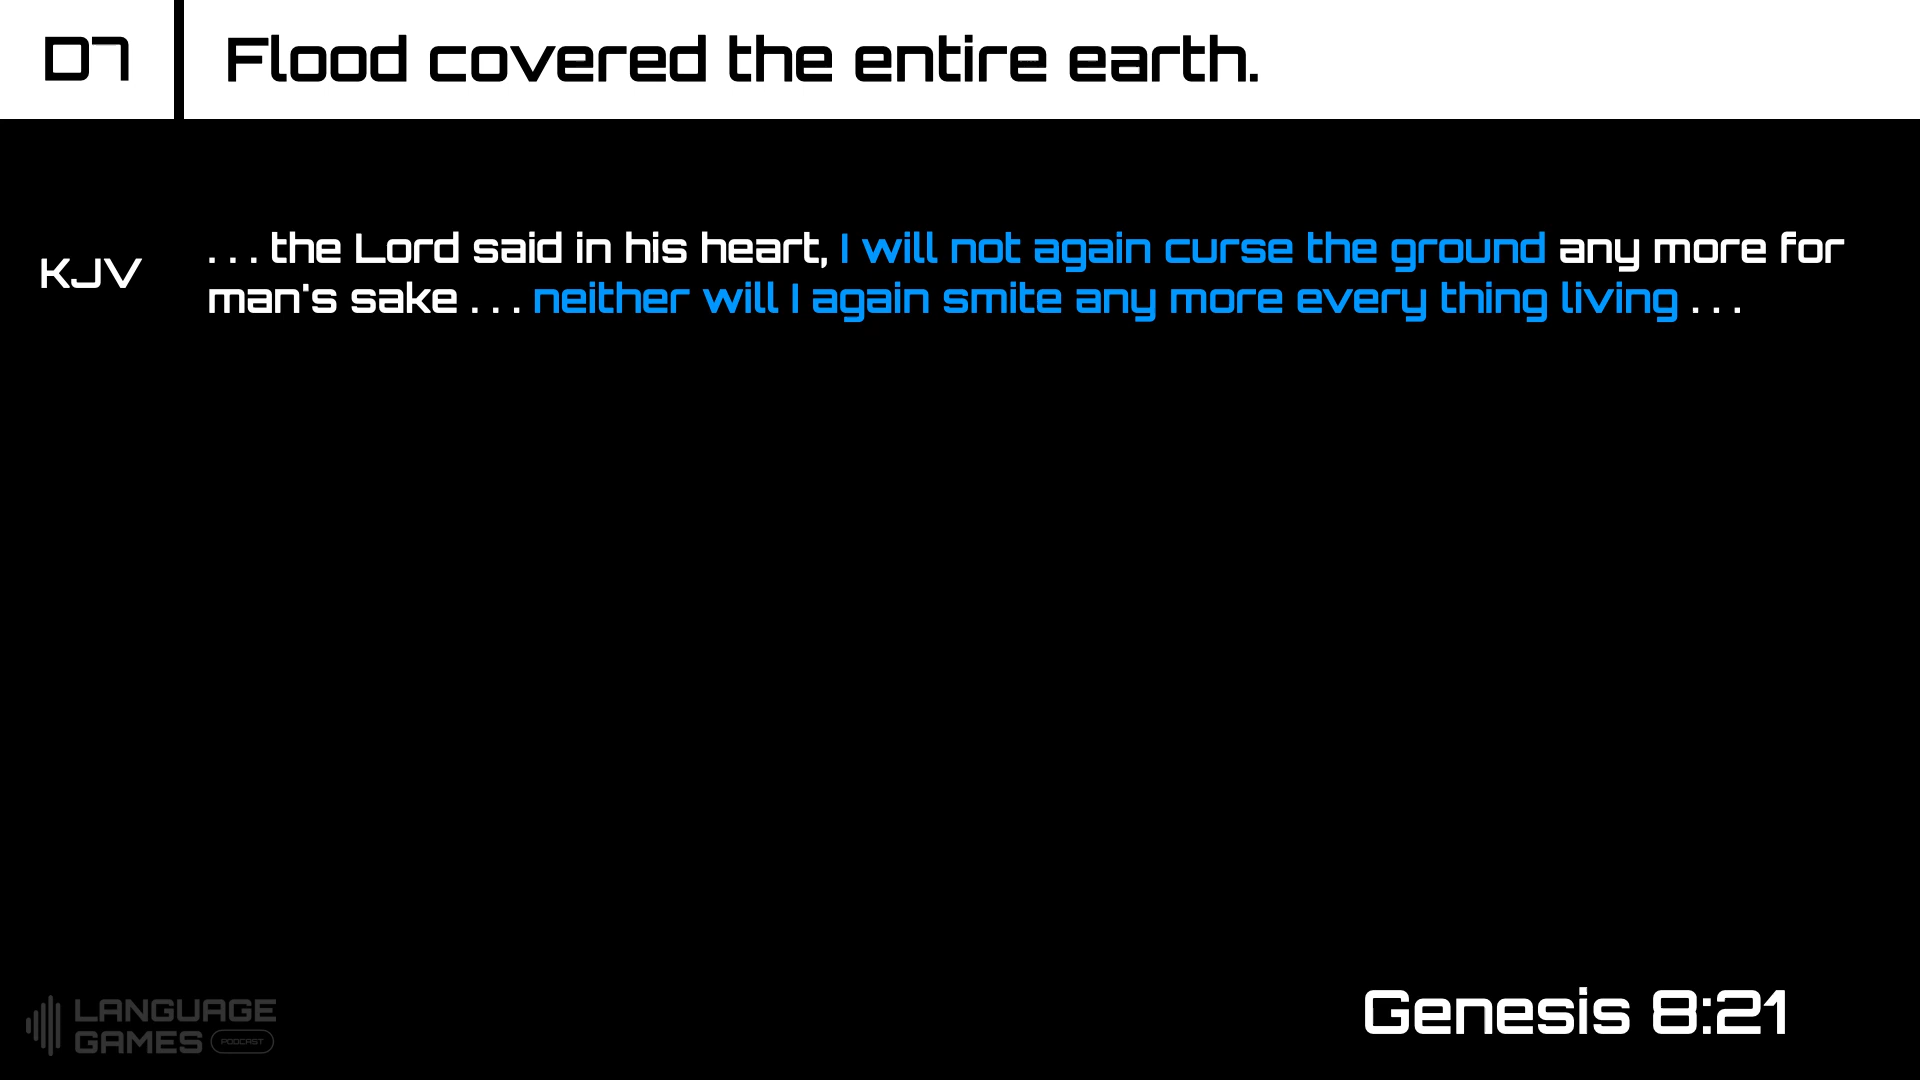 07
Flood covered the entire earth.
KJV
. . . the Lord said in his heart, I will not again curse the ground any more for
man's sake . . . neither will I again smite any more every thing living . . .
LANGUAGE
GAMES PODCAST
Genesis 8:21